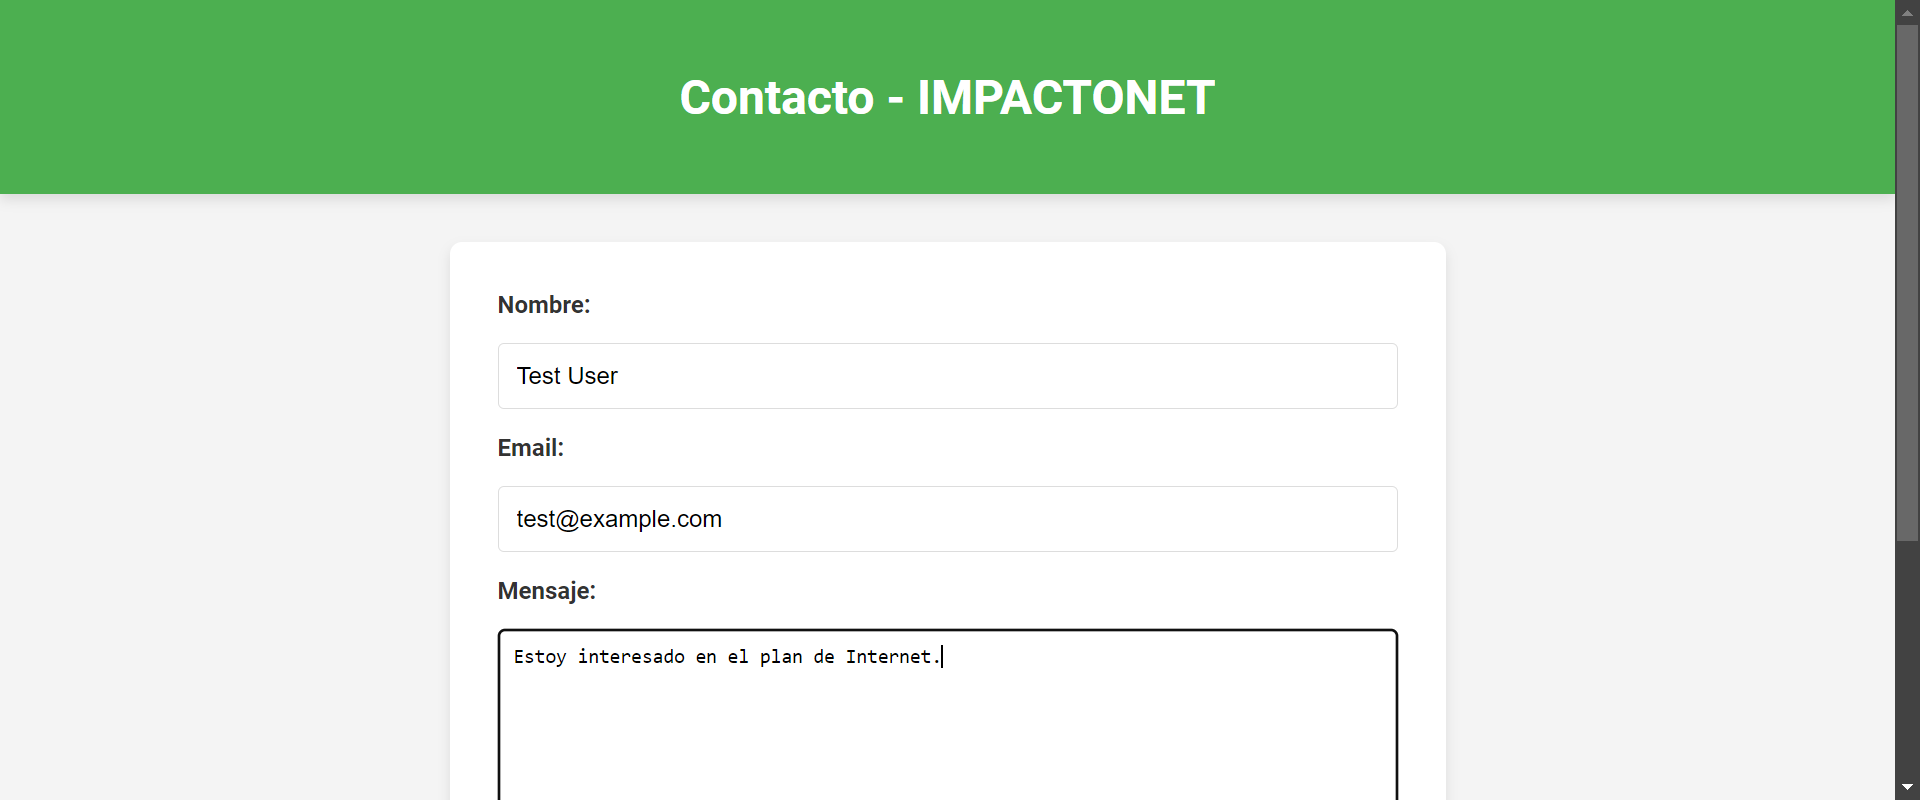 Contacto - IMPACTONET
Nombre:
Test User
Email:
test@example.com
Mensaje:
Estoy interesado en el plan de Internet.